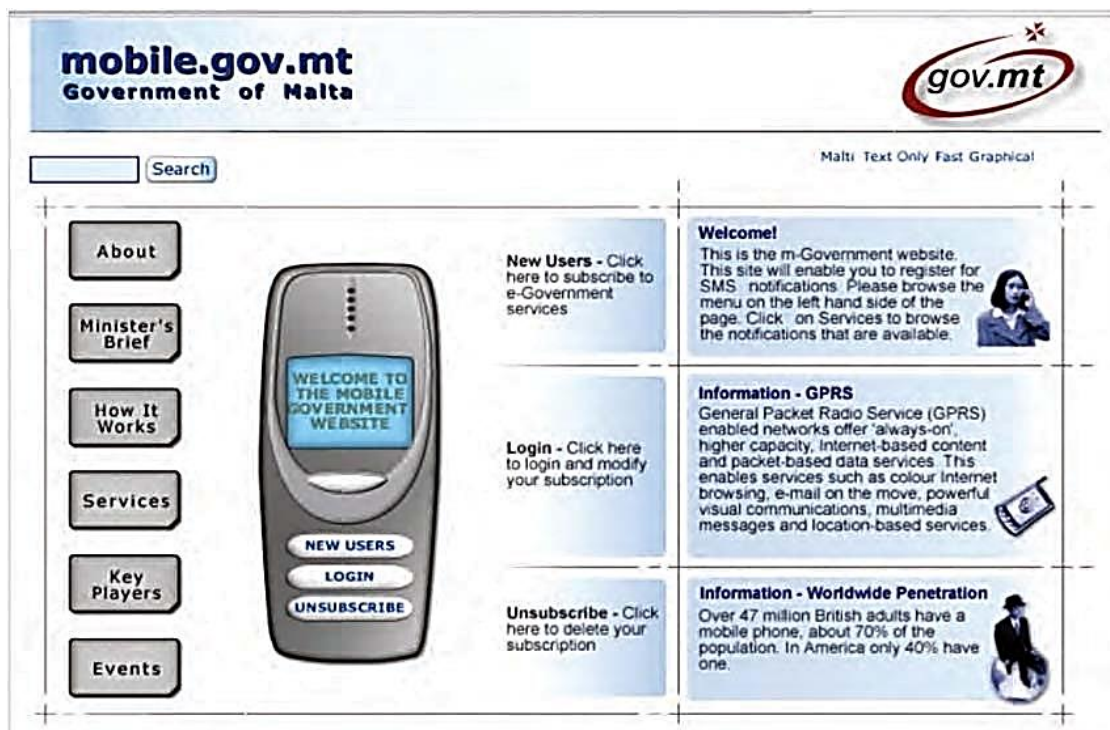 mobile.gov.mt
Government of Malta
gov.mt
Search
Malti Text Only Fast Graphical
About
Minister's
Brief
How It
Works
Services
Key
Players
Events
WELCOME TO
THE MOBILE
GOVERNMENT
WEBSITE
NEW USERS
LOGIN
UNSUBSCRIBE
New Users - Click
here to subscribe to
e-Government
services
Login - Click here
to login and modify
your subscription
Unsubscribe - Click
here to delete your
subscription
Welcome!
This is the m-Government website.
This site will enable you to register for
SMS notifications. Please browse the
menu on the left hand side of the
page. Click on Services to browse
the notifications that are available.
Information - GPRS
General Packet Radio Service (GPRS)
enabled networks offer 'always-on',
higher capacity, Internet-based content
and packet-based data services. This
enables services such as colour Internet
browsing, e-mail on the move, powerful
visual communications, multimedia
messages and location-based services.
Information - Worldwide Penetration
Over 47 million British adults have a
mobile phone, about 70% of the
population. In America only 40% have
one.